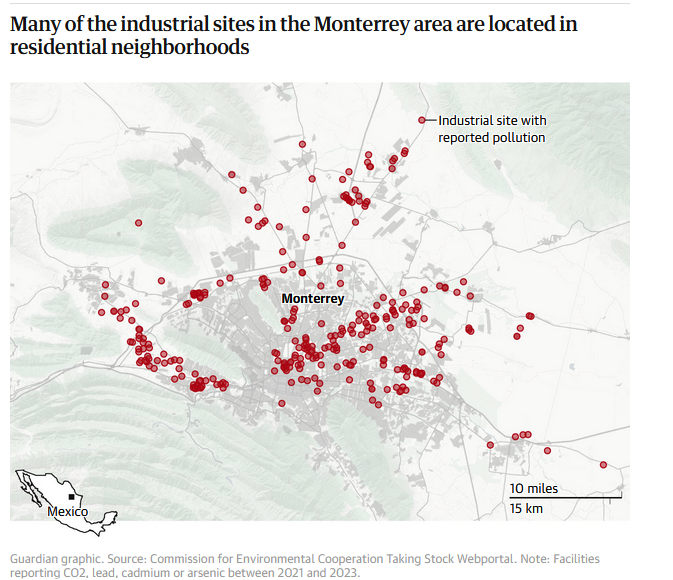 Many of the industrial sites in the Monterrey area are located in
residential neighborhoods
Industrial site with
reported pollution
Monterrey
10 miles
15 km
Mexico
Guardian graphic. Source: Commission for Environmental Cooperation Taking Stock Webportal. Note: Facilities
reporting CO2, lead, cadmium or arsenic between 2021 and 2023.